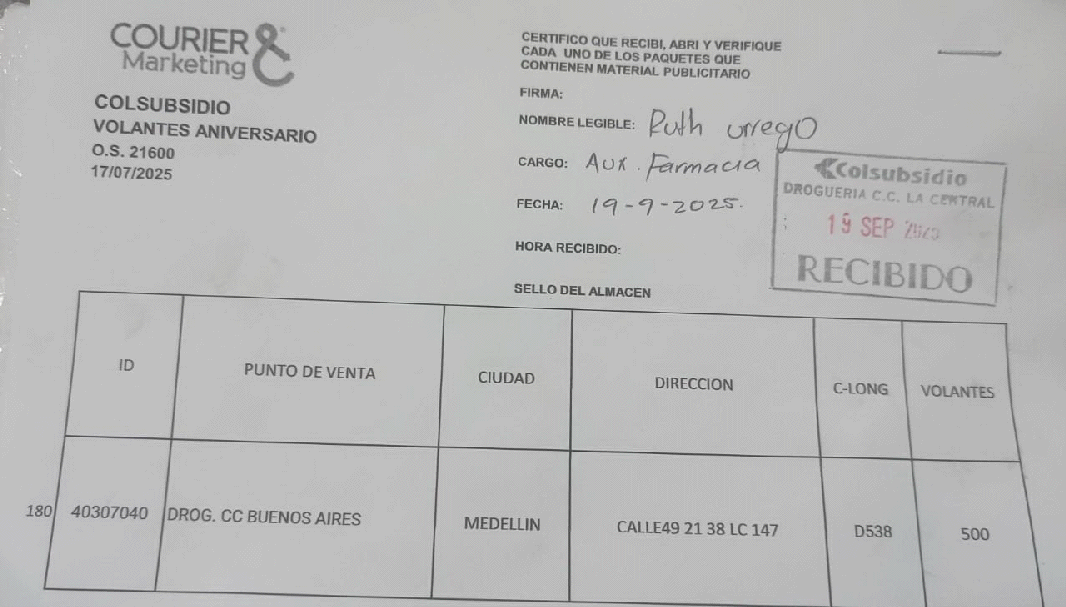 COURIER &
Marketing
COLSUBSIDIO
VOLANTES ANIVERSARIO
O.S. 21600
17/07/2025
CERTIFICO QUE RECIBI, ABRI Y VERIFIQUE
CADA UNO DE LOS PAQUETES QUE
CONTIENEN MATERIAL PUBLICITARIO
FIRMA:
NOMBRE LEGIBLE: Ruth urrego
CARGO: Aux. Farmacia
FECHA: 19-9-2025.
HORA RECIBIDO:
SELLO DEL ALMACEN
Colsubsidio
DROGUERIA C.C. LA CENTRAL
19 SEP 2025
RECIBIDO
ID PUNTO DE VENTA CIUDAD DIRECCION C-LONG VOLANTES
180 40307040 DROG. CC BUENOS AIRES MEDELLIN CALLE49 21 38 LC 147 D538 500